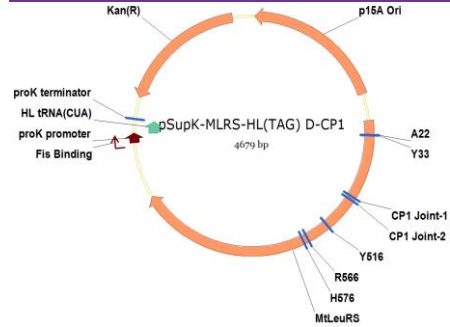 Kan(R)
p15A Ori
proK terminator
HL tRNA(CUA)
proK promoter
Fis Binding
pSupK-MLRS-HL(TAG) D-CP1
4679 bp
A22
Y33
CP1 Joint-1
CP1 Joint-2
Y516
R566
H576
MtLeuRS